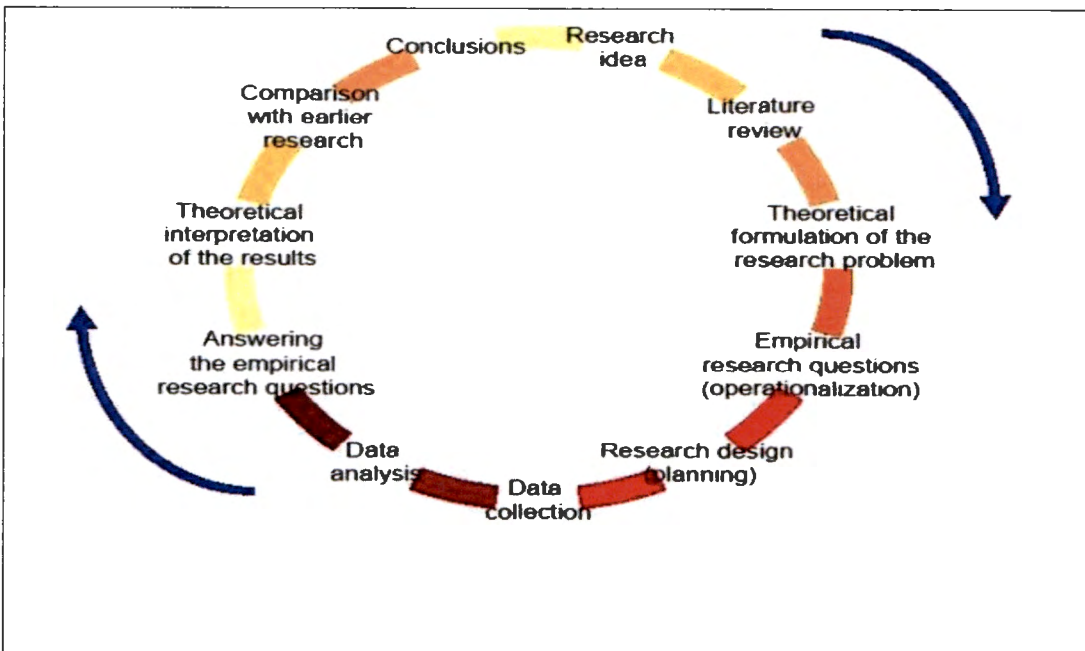 Research
idea
Literature
review
Theoretical
formulation of the
research problem
Empirical
research questions
(operationalization)
Research design
(planning)
Data
collection
Data
analysis
Answering
the empirical
research questions
Theoretical
interpretation
of the results
Comparison
with earlier
research
Conclusions